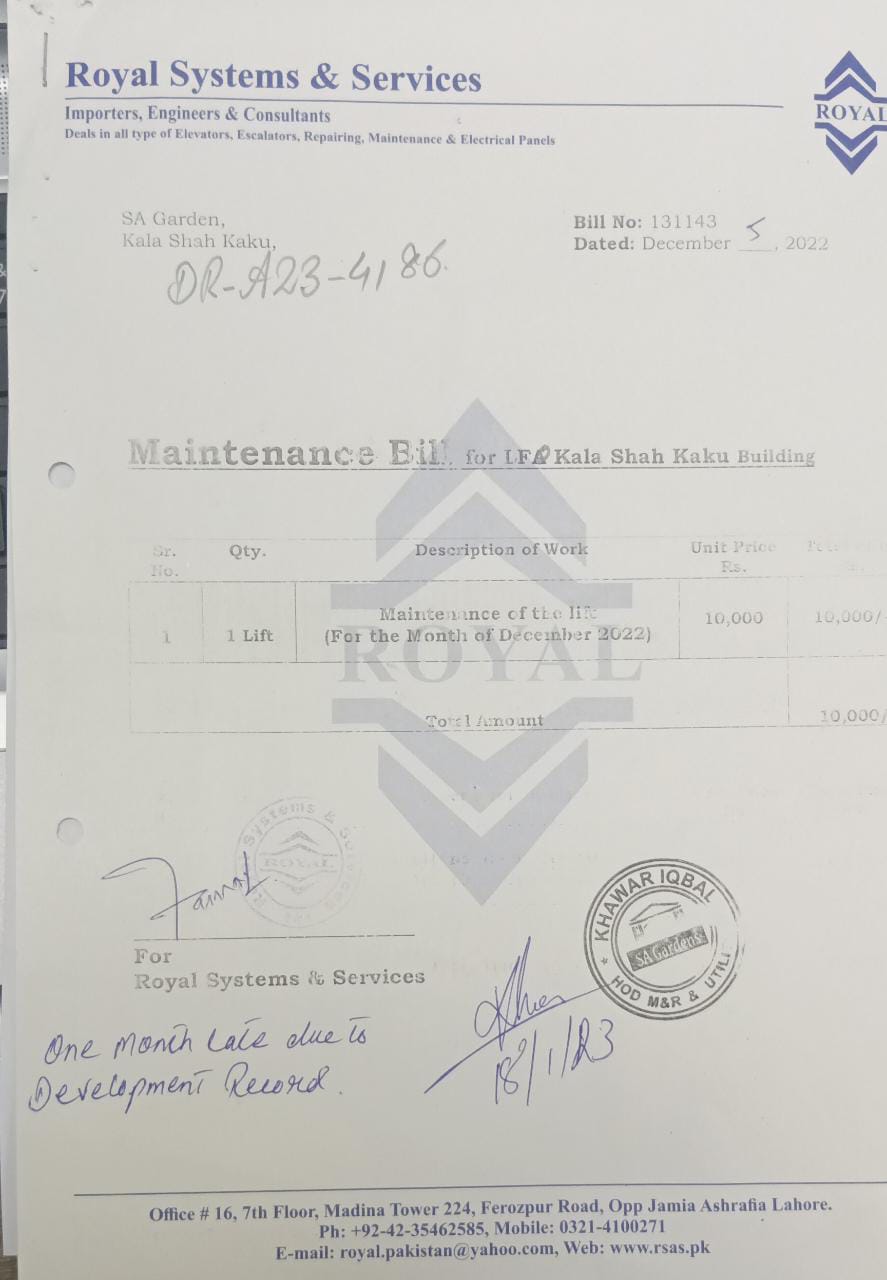 Royal Systems & Services
Importers, Engineers & Consultants
Deals in all type of Elevators, Escalators, Repairing, Maintenance & Electrical Panels
ROYAL
SA Garden,
Kala Shah Kaku,
DR-A23-4186.
Bill No: 131143
Dated: December 5, 2022
Maintenance Bill for LFA Kala Shah Kaku Building
Sr. No. Qty. Description of Work Unit Price Rs.
1 1 Lift Maintenance of the lift (For the Month of December 2022) 10,000 10,000/-
Total Amount 10,000/
ROYAL
Systems & Services
ROYAL
For
Royal Systems & Services
KHAWAR IQBAL
SA Gardens
HOD M&R & UTILI
18/1/23
One Month Late due to
Development Record.
Office # 16, 7th Floor, Madina Tower 224, Ferozpur Road, Opp Jamia Ashrafia Lahore.
Ph: +92-42-35462585, Mobile: 0321-4100271
E-mail: royal.pakistan@yahoo.com, Web: www.rsas.pk